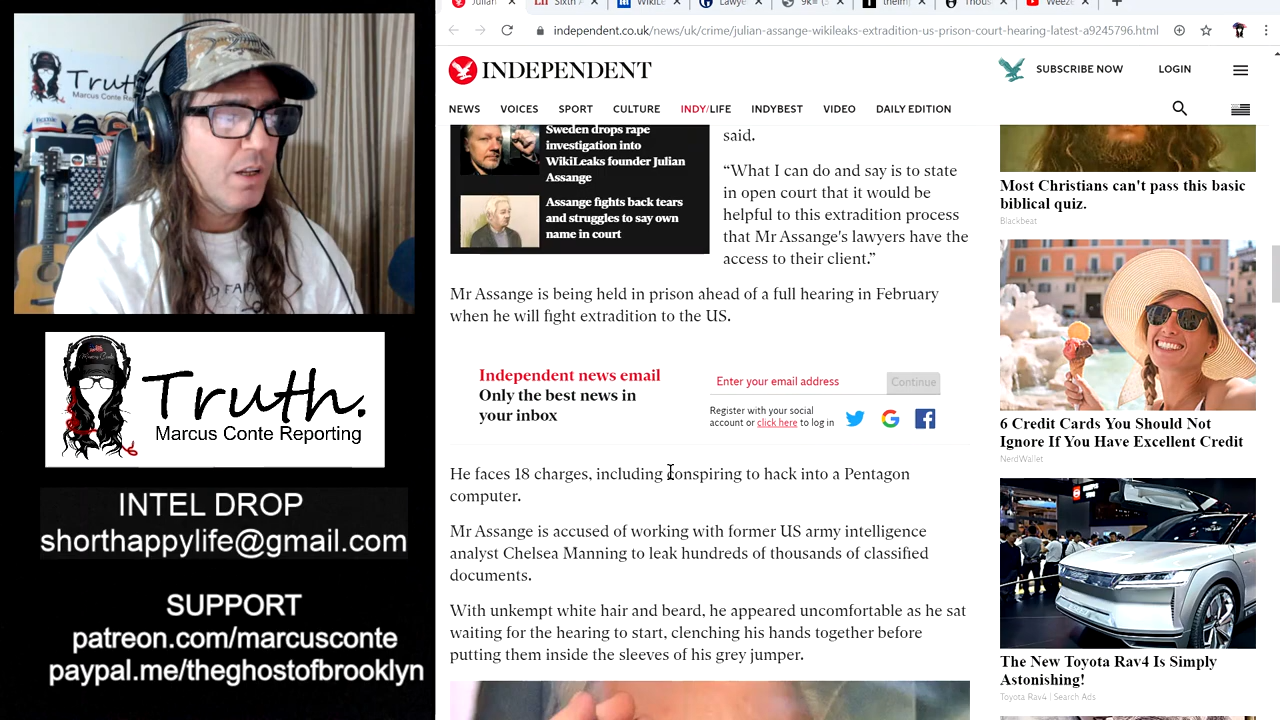 Truth.
Marcus Conte Repor
Truth.
Marcus Conte Reporting
INTEL DROP
shorthappylife@gmail.com
SUPPORT
patreon.com/marcusconte
paypal.me/theghostofbrooklyn
Julian
Sixth A
WikiLe
Lawye
Thous
Weeze
independent.co.uk/news/uk/crime/julian-assange-wikileaks-extradition-us-prison-court-hearing-latest-a9245796.html
INDEPENDENT
SUBSCRIBE NOW
LOGIN
NEWS VOICES SPORT CULTURE INDY/LIFE INDYBEST VIDEO DAILY EDITION
Sweden drops rape
investigation into
WikiLeaks founder Julian
Assange
Assange fights back tears
and struggles to say own
name in court
said.
“What I can do and say is to state
in open court that it would be
helpful to this extradition process
that Mr Assange's lawyers have the
access to their client.”
Mr Assange is being held in prison ahead of a full hearing in February
when he will fight extradition to the US.
Independent news email
Only the best news in
your inbox
Enter your email address
Continue
Register with your social
account or click here to log in
He faces 18 charges, including conspiring to hack into a Pentagon
computer.
Mr Assange is accused of working with former US army intelligence
analyst Chelsea Manning to leak hundreds of thousands of classified
documents.
With unkempt white hair and beard, he appeared uncomfortable as he sat
waiting for the hearing to start, clenching his hands together before
putting them inside the sleeves of his grey jumper.
Most Christians can't pass this basic
biblical quiz.
Blackbeat
6 Credit Cards You Should Not
Ignore If You Have Excellent Credit
NerdWallet
The New Toyota Rav4 Is Simply
Astonishing!
Toyota Rav4 | Search Ads